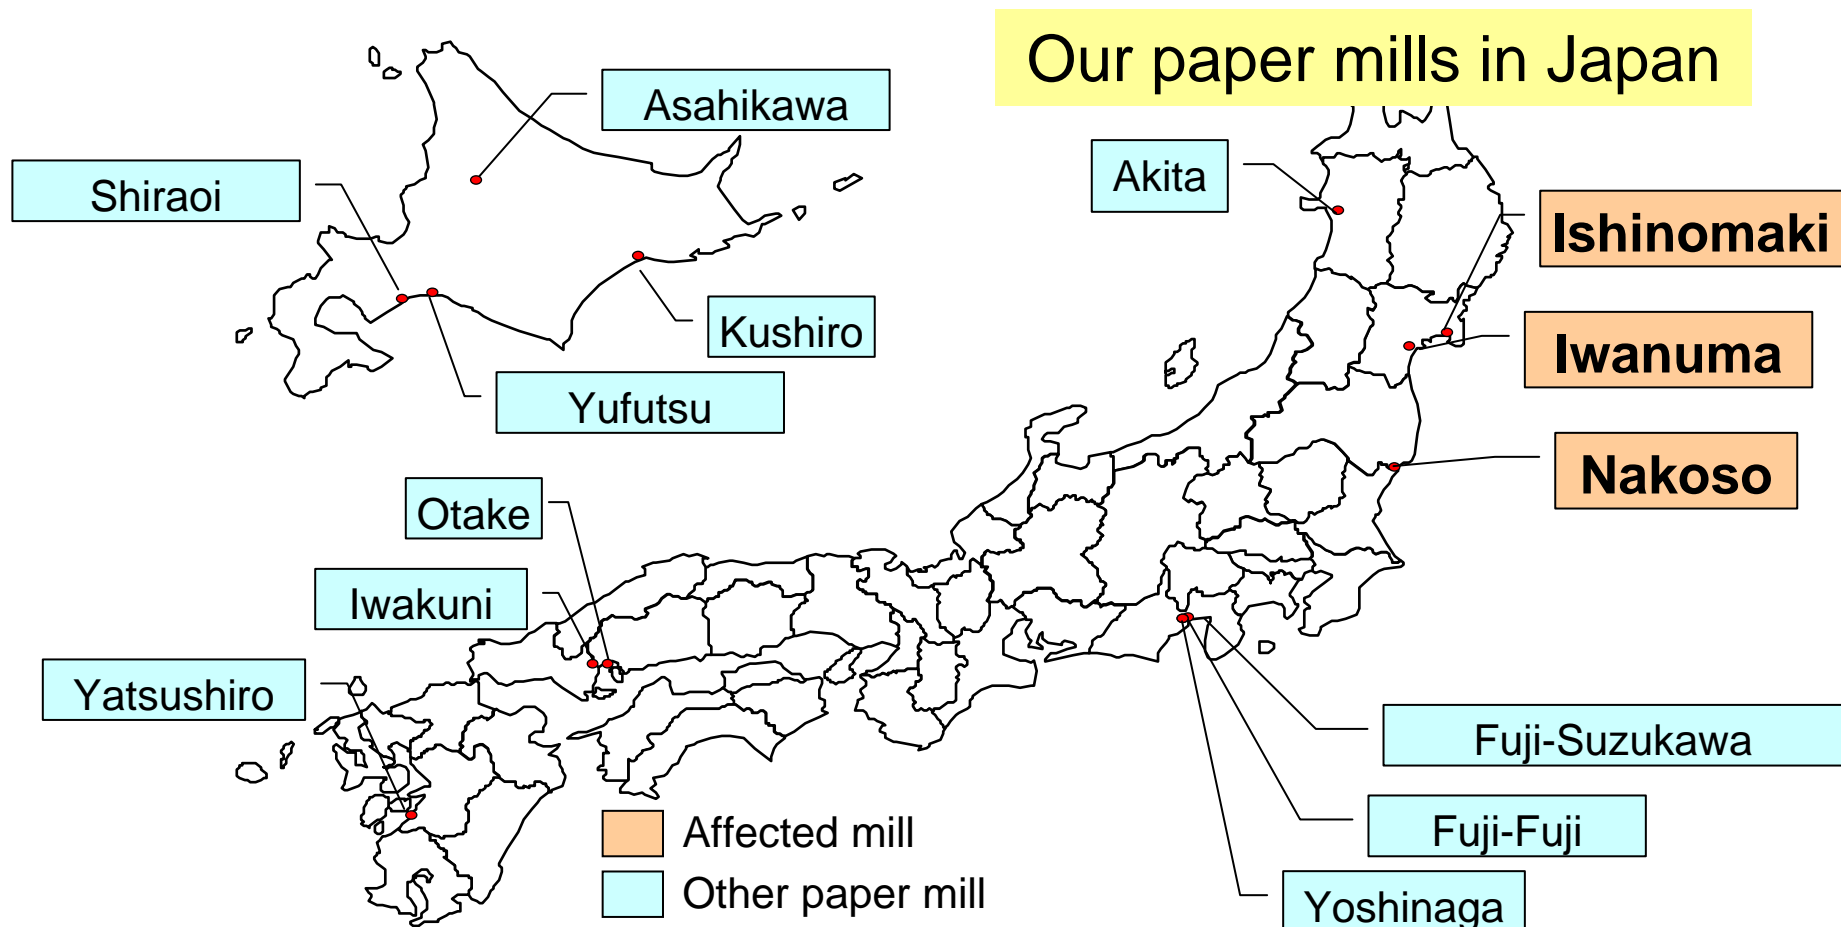 Our paper mills in Japan
Asahikawa
Shiraoi
Akita
Ishinomaki
Kushiro
Iwanuma
Yufutsu
Nakoso
Otake
Iwakuni
Yatsushiro
Fuji-Suzukawa
Fuji-Fuji
Yoshinaga
Affected mill
Other paper mill